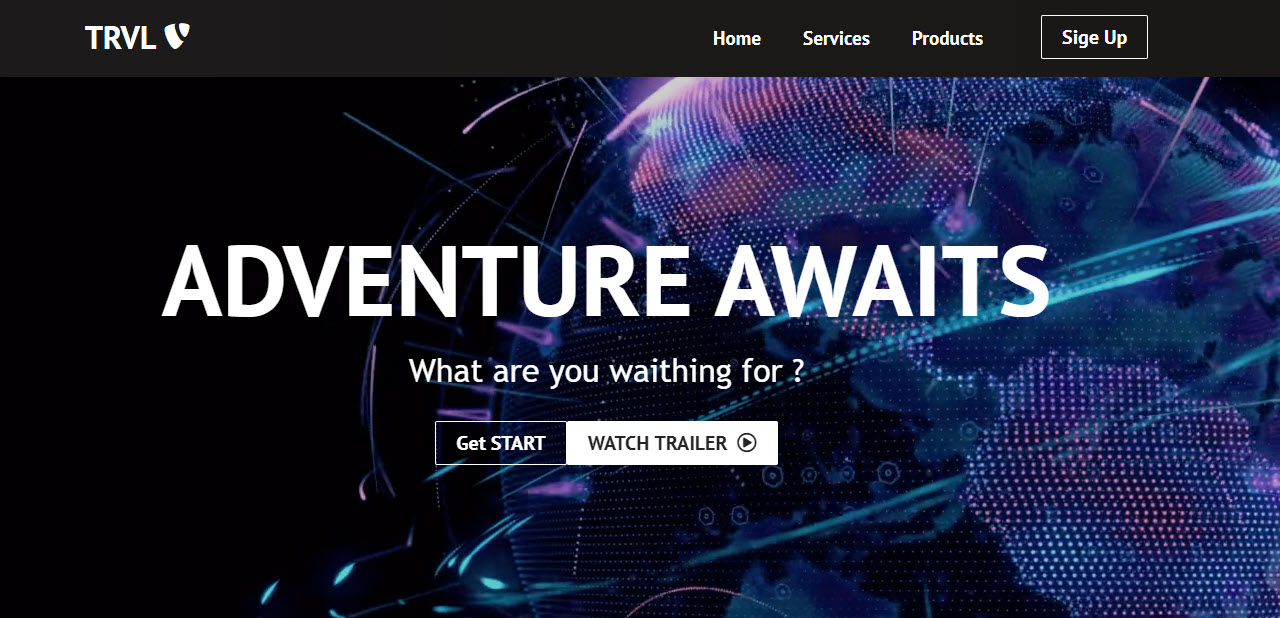 TRVL
Home Services Products Sige Up
ADVENTURE AWAITS
What are you waithing for ?
Get START WATCH TRAILER